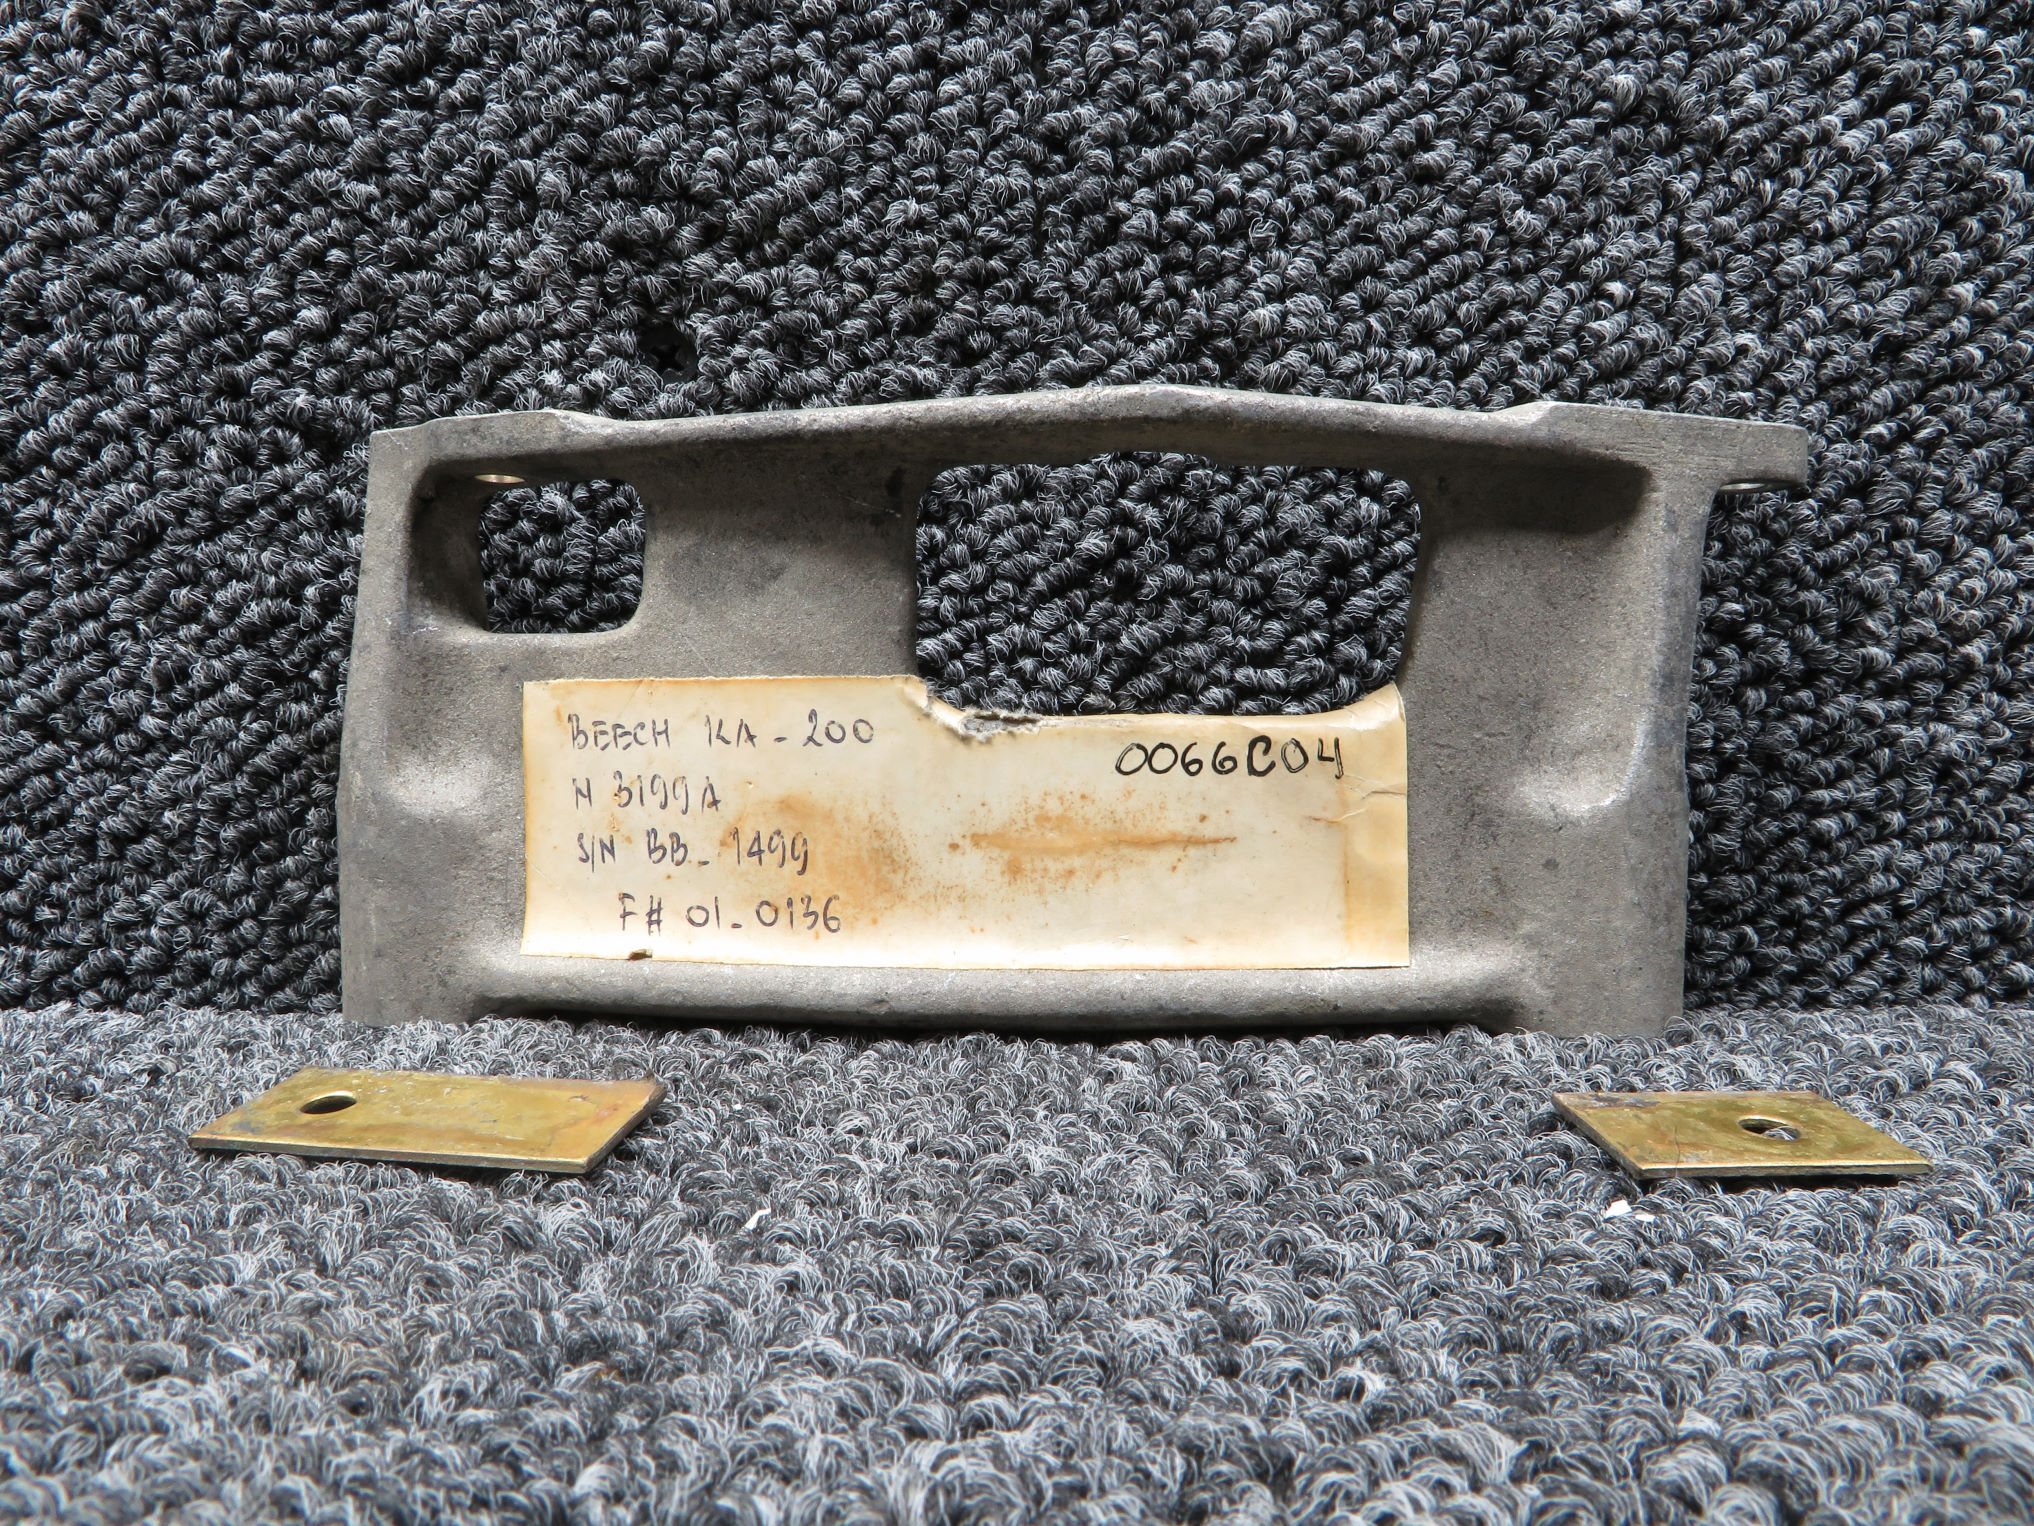 BEECH KA-200
0066C04
N 3199A
S/N BB-1499
F# 01-0136